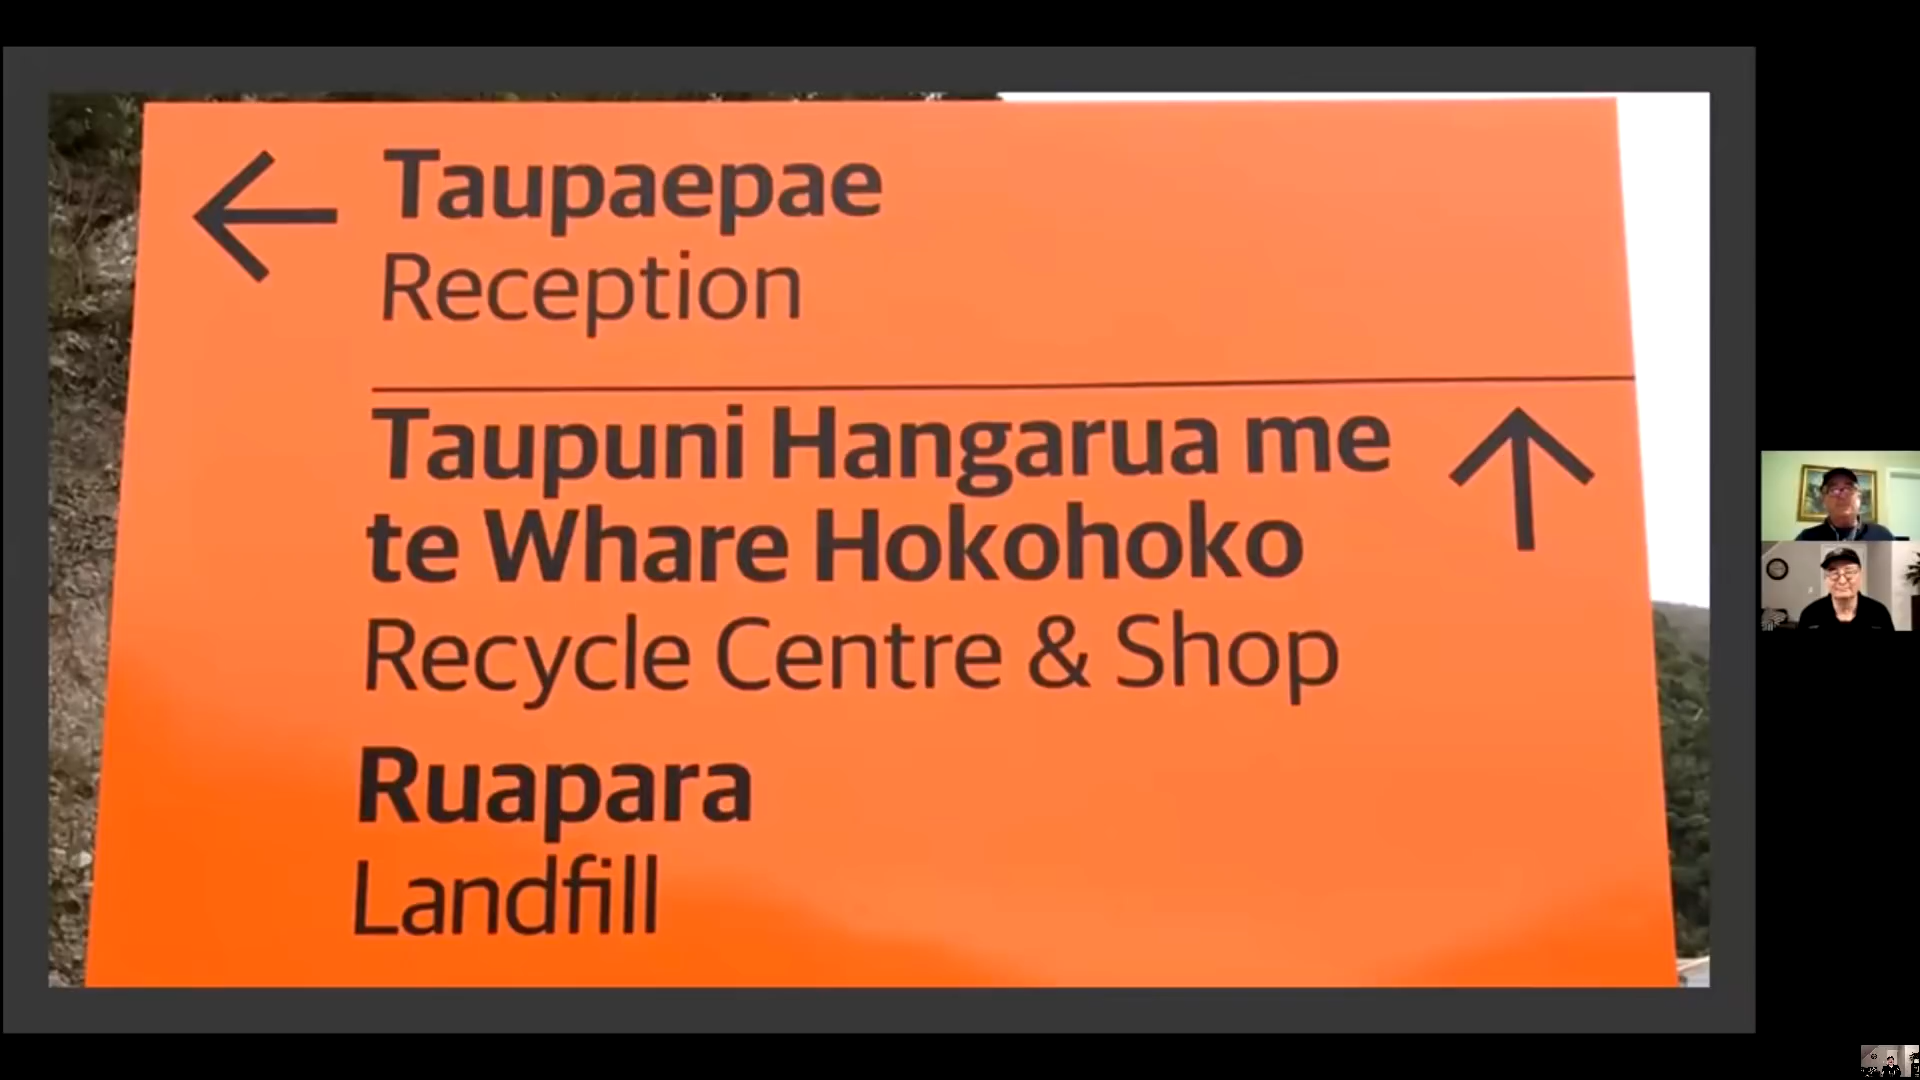 Taupaepae
Reception
Taupuni Hangarua me
te Whare Hokohoko
Recycle Centre & Shop
Ruapara
Landfill